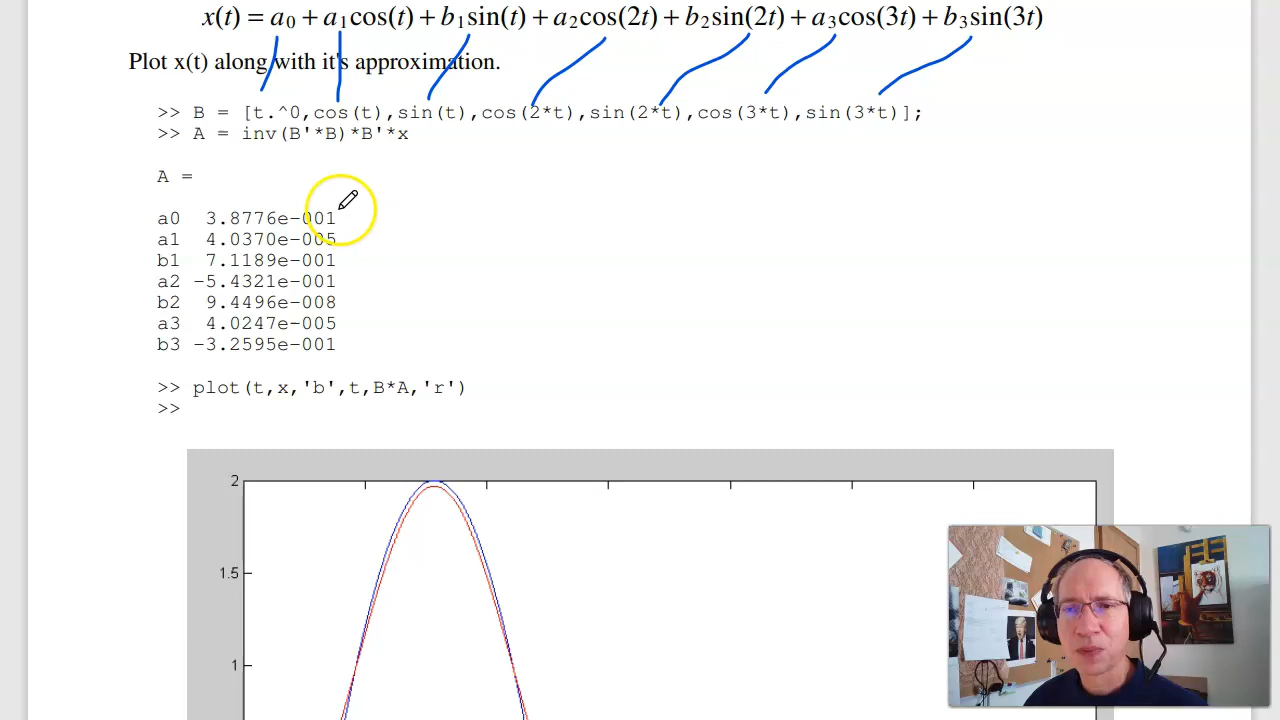 x(t) = a₀ + a₁cos(t) + b₁sin(t) + a₂cos(2t) + b₂sin(2t) + a₃cos(3t) + b₃sin(3t)
Plot x(t) along with it's approximation.
>> B = [t.^0,cos(t),sin(t),cos(2*t),sin(2*t),cos(3*t),sin(3*t)];
>> A = inv(B'*B)*B'*x
A =
a0 3.8776e-001
a1 4.0370e-005
b1 7.1189e-001
a2 -5.4321e-001
b2 9.4496e-008
a3 4.0247e-005
b3 -3.2595e-001
>> plot(t,x,'b',t,B*A,'r')
>>
2
1.5
1